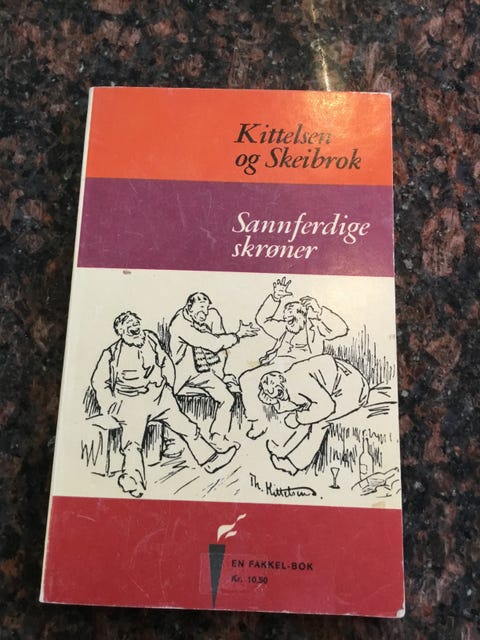 Kittelsen
og Skeibrok
Sannferdige
skrøner
Th. Kittelsen.
EN FAKKEL-BOK
Kr. 10,50